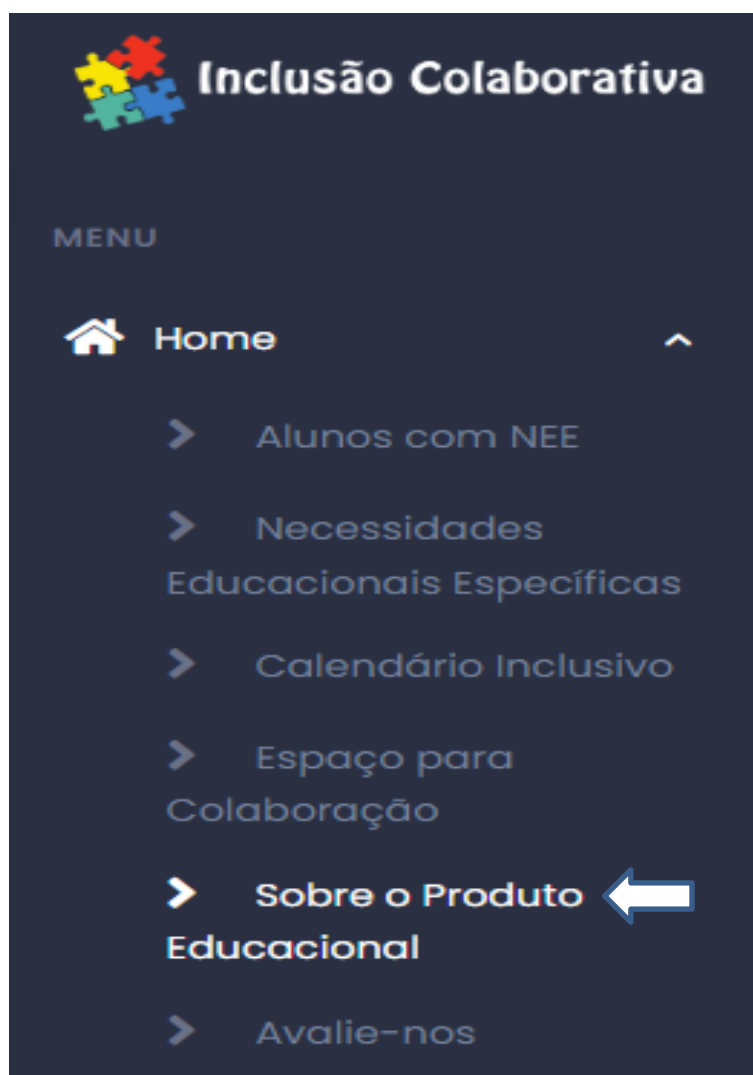 Inclusão Colaborativa
MENU
Home
Alunos com NEE
Necessidades
Educacionais Específicas
Calendário Inclusivo
Espaço para
Colaboração
Sobre o Produto
Educacional
Avalie-nos